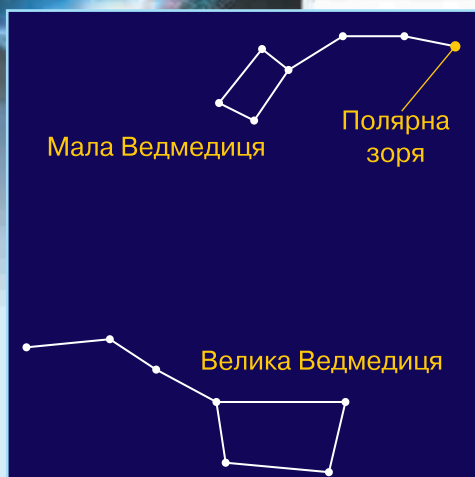 Полярна
зоря
Мала Ведмедиця
Велика Ведмедиця